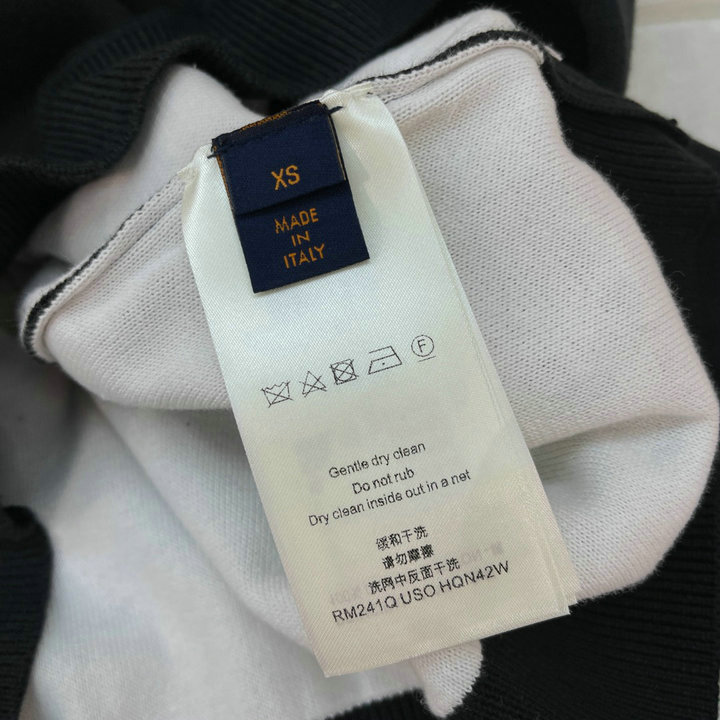 XS
MADE
IN
ITALY
F
Gentle dry clean
Do not rub
Dry clean inside out in a net
缓和干洗
请勿摩擦
洗网中反面干洗
RM241Q USO HQN42W